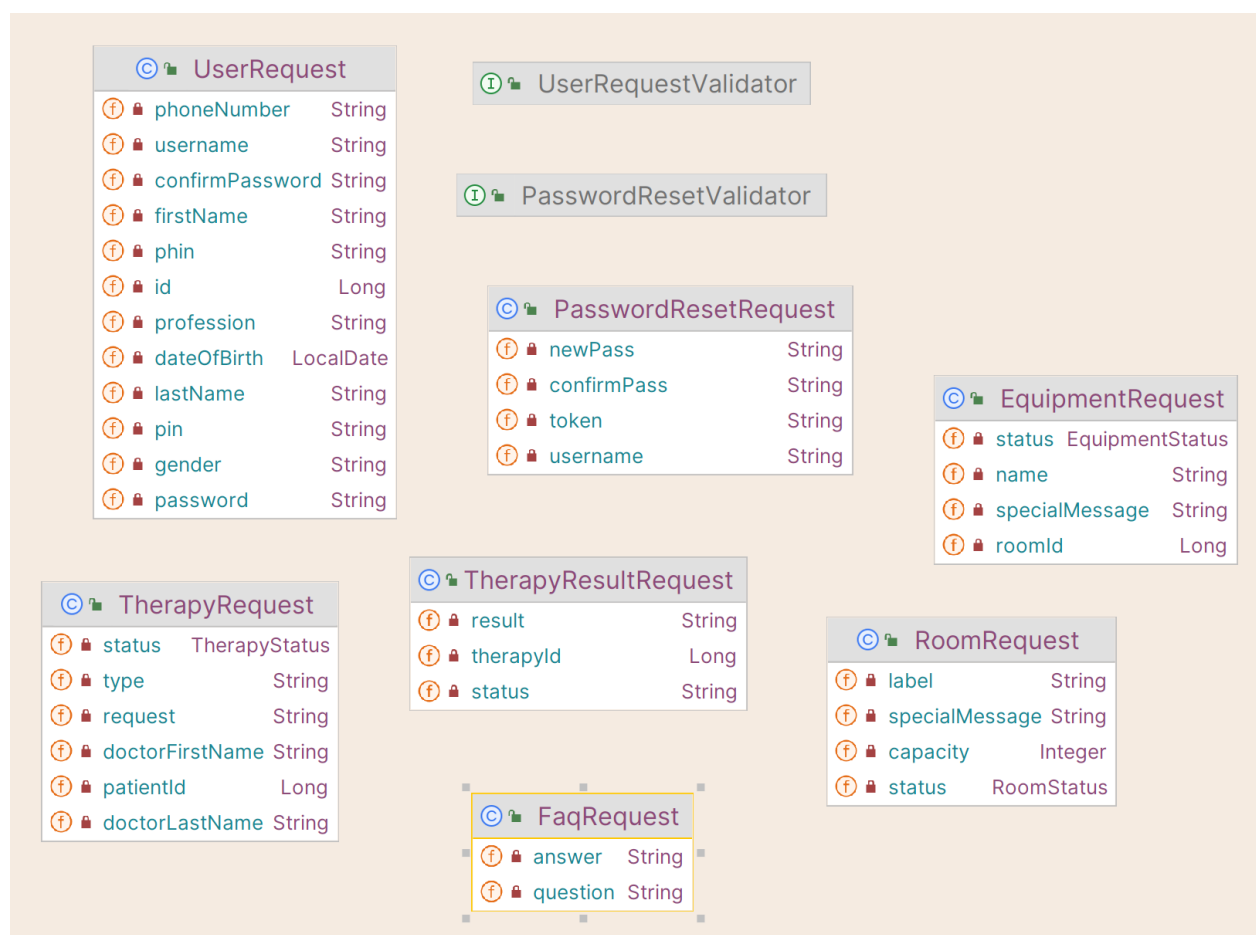 UserRequest
phoneNumber String
username String
confirmPassword String
firstName String
phin String
id Long
profession String
dateOfBirth LocalDate
lastName String
pin String
gender String
password String
UserRequestValidator
PasswordResetValidator
PasswordResetRequest
newPass String
confirmPass String
token String
username String
EquipmentRequest
status EquipmentStatus
name String
specialMessage String
roomId Long
TherapyRequest
status TherapyStatus
type String
request String
doctorFirstName String
patientId Long
doctorLastName String
TherapyResultRequest
result String
therapyId Long
status String
RoomRequest
label String
specialMessage String
capacity Integer
status RoomStatus
FaqRequest
answer String
question String